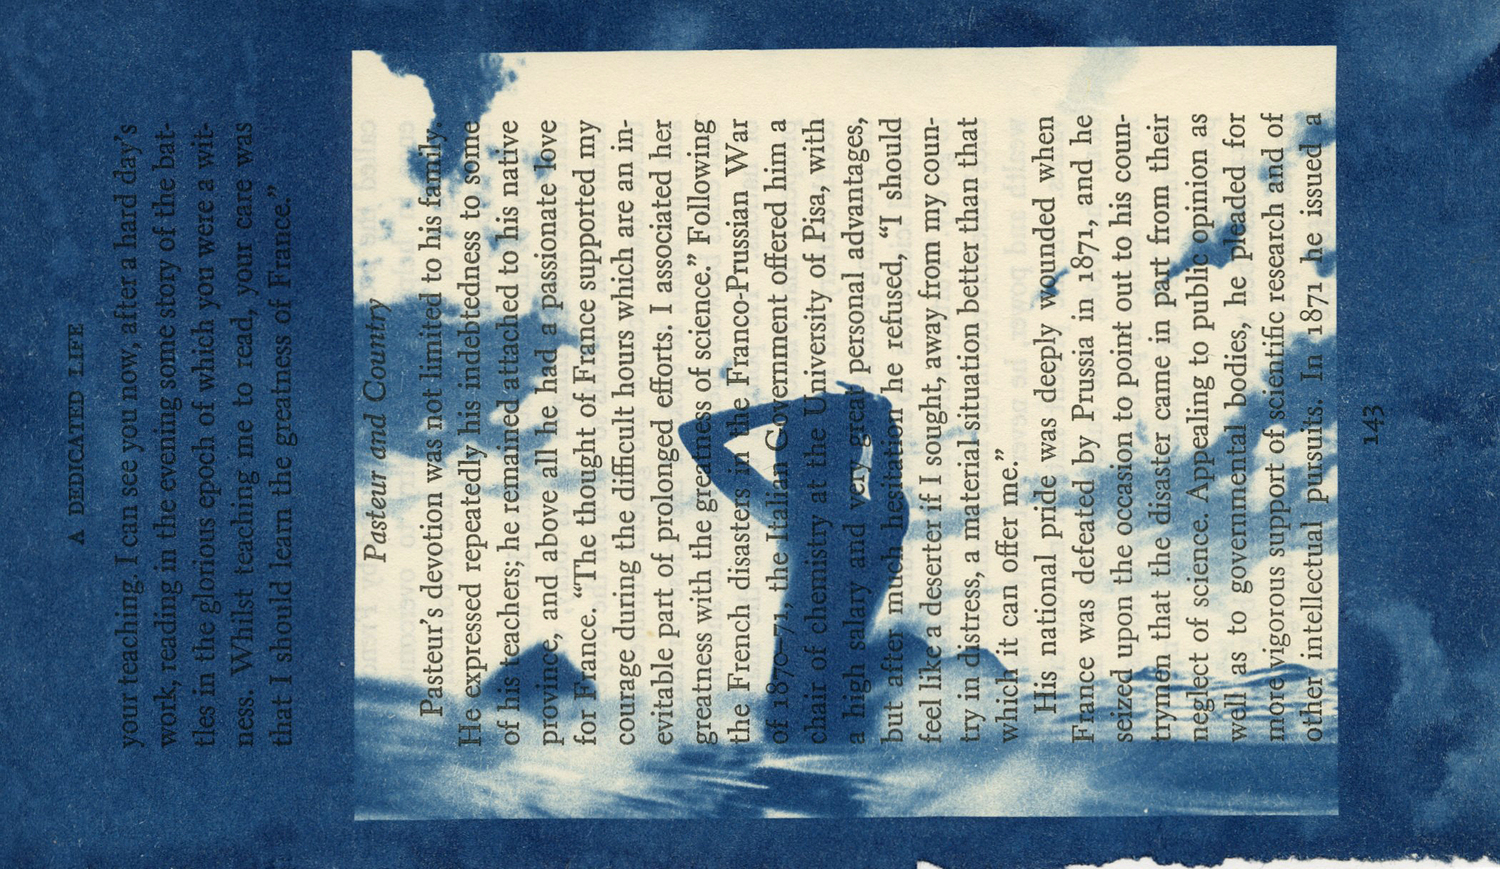 A DEDICATED LIFE
your teaching. I can see you now, after a hard day’s
work, reading in the evening some story of the bat-
tles in the glorious epoch of which you were a wit-
ness. Whilst teaching me to read, your care was
that I should learn the greatness of France.”
Pasteur and Country
Pasteur’s devotion was not limited to his family.
He expressed repeatedly his indebtedness to some
of his teachers; he remained attached to his native
province, and above all he had a passionate love
for France. “The thought of France supported my
courage during the difficult hours which are an in-
evitable part of prolonged efforts. I associated her
greatness with the greatness of science.” Following
the French disasters in the Franco-Prussian War
of 1870–71, the Italian Government offered him a
chair of chemistry at the University of Pisa, with
a high salary and very great personal advantages,
but after much hesitation he refused, “I should
feel like a deserter if I sought, away from my coun-
try in distress, a material situation better than that
which it can offer me.”
His national pride was deeply wounded when
France was defeated by Prussia in 1871, and he
seized upon the occasion to point out to his coun-
trymen that the disaster came in part from their
neglect of science. Appealing to public opinion as
well as to governmental bodies, he pleaded for
more vigorous support of scientific research and of
other intellectual pursuits. In 1871 he issued a
143